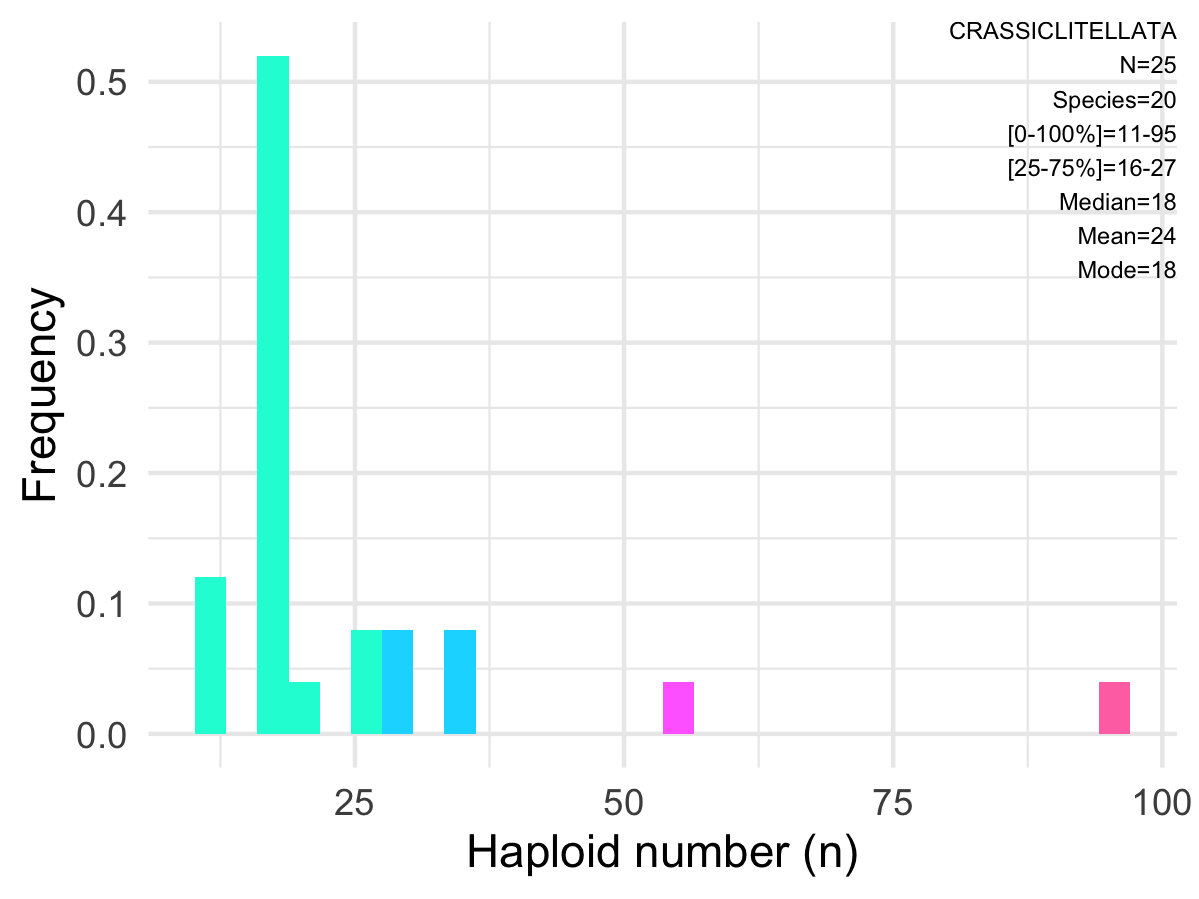 CRASSICLITELLATA
N=25
Species=20
[0-100%]=11-95
[25-75%]=16-27
Median=18
Mean=24
Mode=18
Frequency
0.5
0.4
0.3
0.2
0.1
0.0
25 50 75 100
Haploid number (n)